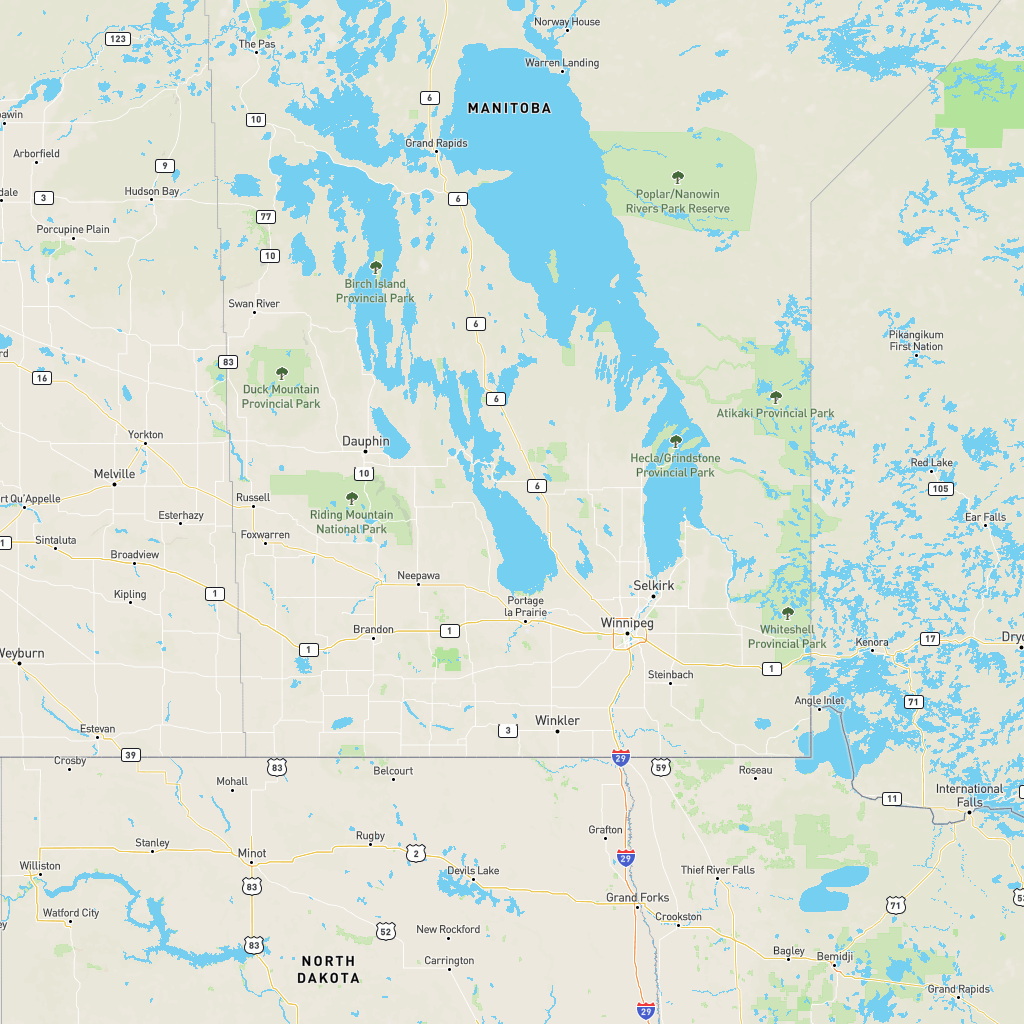 Norway House
123
The Pas
Warren Landing
6
MANITOBA
10
Grand Rapids
Arborfield
9
Hudson Bay
3
6
Poplar/Nanowin
Rivers Park Reserve
77
Porcupine Plain
10
Birch Island
Provincial Park
Swan River
6
Pikangikum
First Nation
83
16
Duck Mountain
Provincial Park
6
Atikaki Provincial Park
Yorkton
Dauphin
Hecla/Grindstone
Provincial Park
Red Lake
Melville
10
6
105
Russell
Riding Mountain
National Park
Esterhazy
Ear Falls
Sintaluta
1
Foxwarren
Broadview
Neepawa
Selkirk
Kipling
1
Portage
la Prairie
Winnipeg
Whiteshell
Provincial Park
Brandon
1
1
Kenora
17
Weyburn
1
Steinbach
Angle Inlet
71
Estevan
Winkler
3
39
29
Crosby
83
Belcourt
59
Roseau
Mohall
International
Falls
11
Stanley
Rugby
Grafton
Minot
2
29
Williston
83
Devils Lake
Thief River Falls
Grand Forks
71
Watford City
Crookston
52
New Rockford
83
Bagley
Bemidji
NORTH
DAKOTA
Carrington
Grand Rapids
29